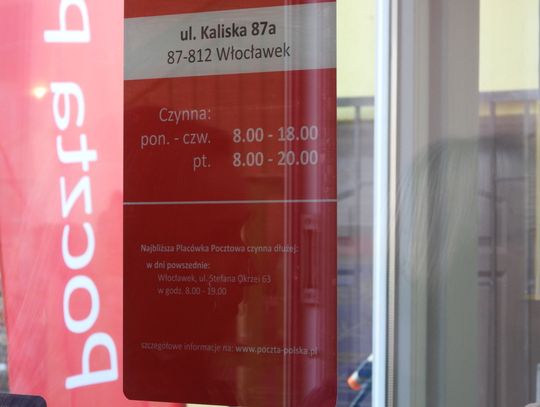 ul. Kaliska 87a
87-812 Włocławek
Czynna:
pon. - czw. 8.00 - 18.00
pt. 8.00 - 20.00
Najbliższa Placówka Pocztowa czynna dłużej:
w dni powszednie:
Włocławek, ul. Stefana Okrzei 63
w godz. 8.00 - 19.00
szczegółowe informacje na: www.poczta-polska.pl
Poczta P